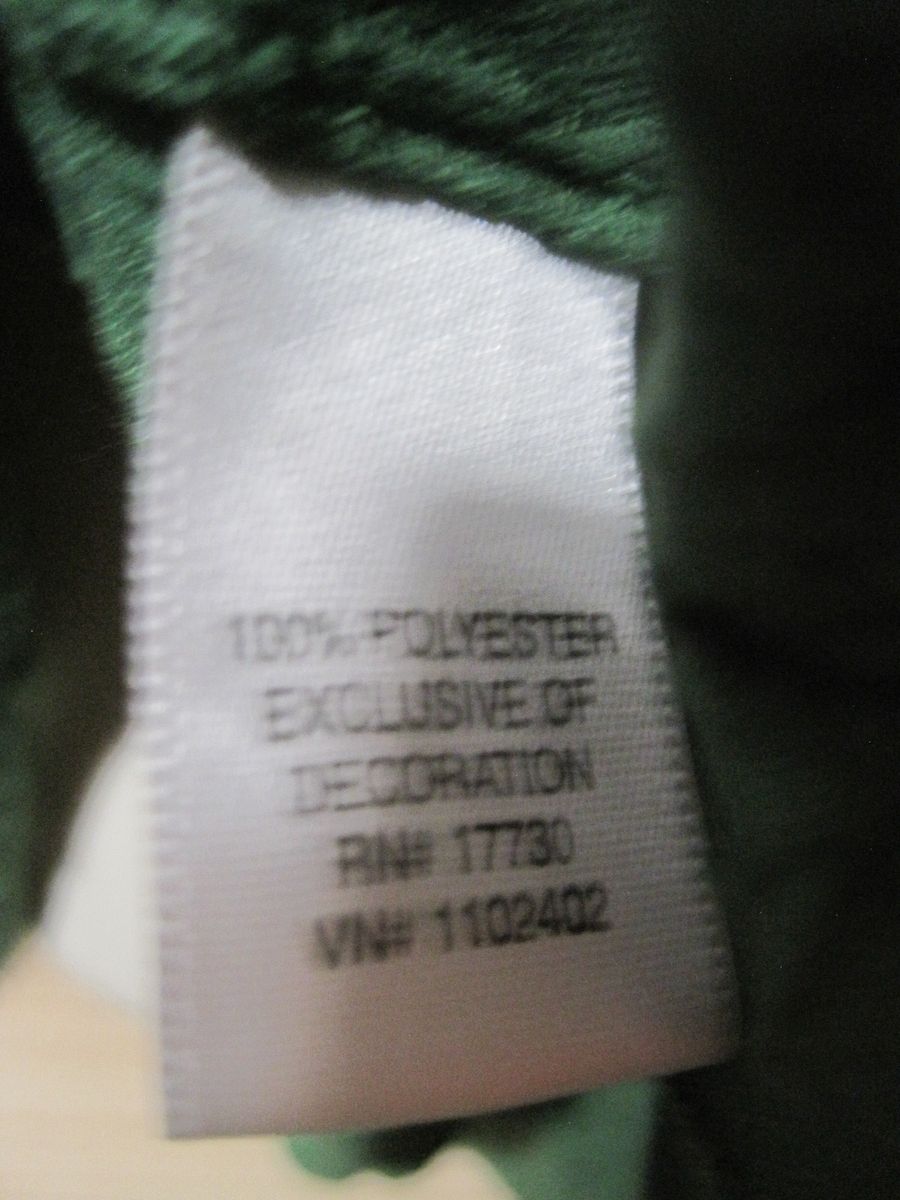 100% POLYESTER
EXCLUSIVE OF
DECORATION
RN# 17730
VN# 1102402